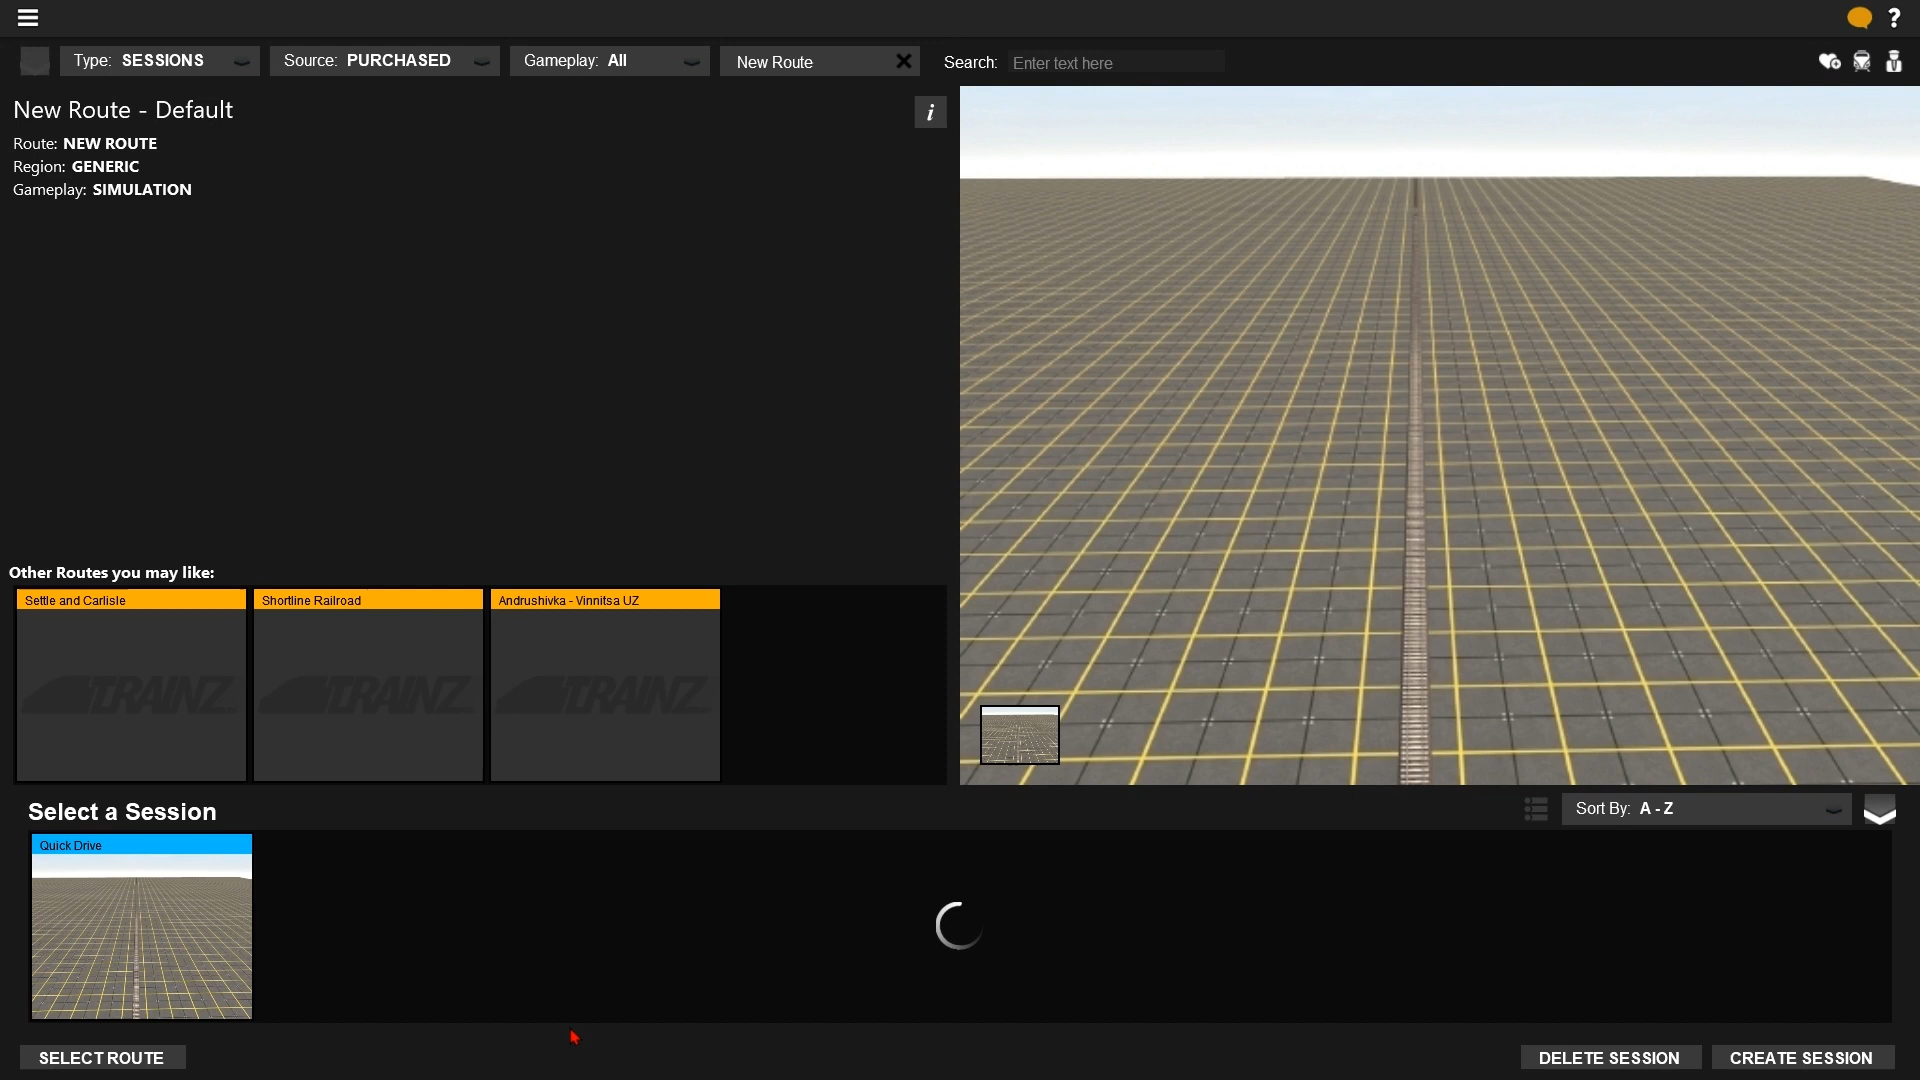 Type: SESSIONS
Source: PURCHASED
Gameplay: All
New Route
Search: Enter text here
New Route - Default
i
Route: NEW ROUTE
Region: GENERIC
Gameplay: SIMULATION
Other Routes you may like:
Settle and Carlisle
Shortline Railroad
Andrushivka - Vinnitsa UZ
TRAINZ
TRAINZ
TRAINZ
Select a Session
Sort By: A - Z
Quick Drive
SELECT ROUTE
DELETE SESSION
CREATE SESSION